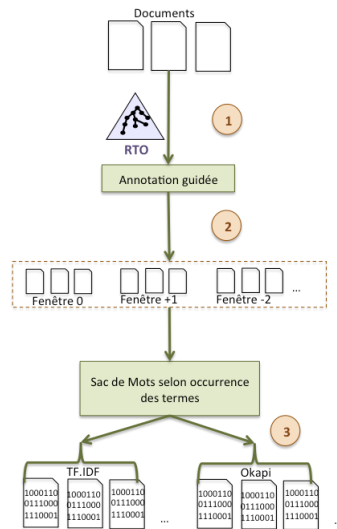 Documents
1
RTO
Annotation guidée
2
Fenêtre 0
Fenêtre +1
Fenêtre -2
...
Sac de Mots selon occurrence
des termes
3
TF.IDF
Okapi
1000110
0111000
1110001
1000110
0111000
1110001
1000110
0111000
1110001
...
1000110
0111000
1110001
1000110
0111000
1110001
1000110
0111000
1110001
.